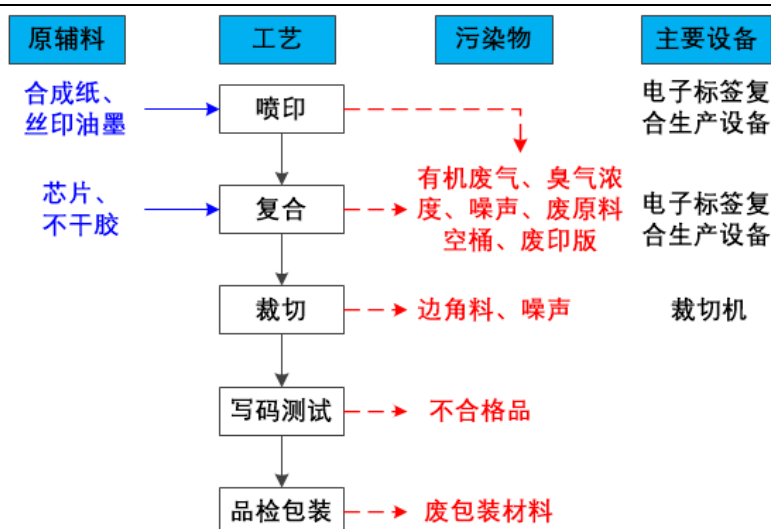 原辅料 工艺 污染物 主要设备
合成纸、
丝印油墨
喷印
电子标签复
合生产设备
芯片、
不干胶
复合
有机废气、臭气浓
度、噪声、废原料
空桶、废印版
电子标签复
合生产设备
裁切
边角料、噪声
裁切机
写码测试
不合格品
品检包装
废包装材料